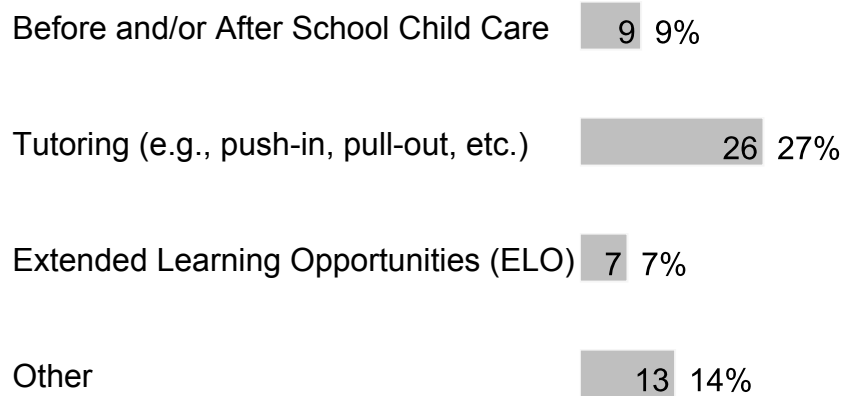 Before and/or After School Child Care 9 9%
Tutoring (e.g., push-in, pull-out, etc.) 26 27%
Extended Learning Opportunities (ELO) 7 7%
Other 13 14%